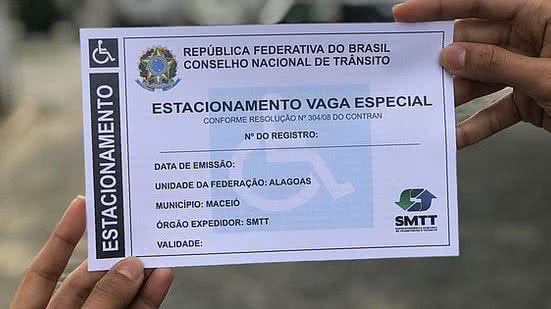 ESTACIONAMENTO
REPÚBLICA FEDERATIVA DO BRASIL
CONSELHO NACIONAL DE TRÂNSITO
ESTACIONAMENTO VAGA ESPECIAL
CONFORME RESOLUÇÃO Nº 304/08 DO CONTRAN
Nº DO REGISTRO:
DATA DE EMISSÃO:
UNIDADE DA FEDERAÇÃO: ALAGOAS
MUNICÍPIO: MACEIÓ
ÓRGÃO EXPEDIDOR: SMTT
VALIDADE:
SMTT